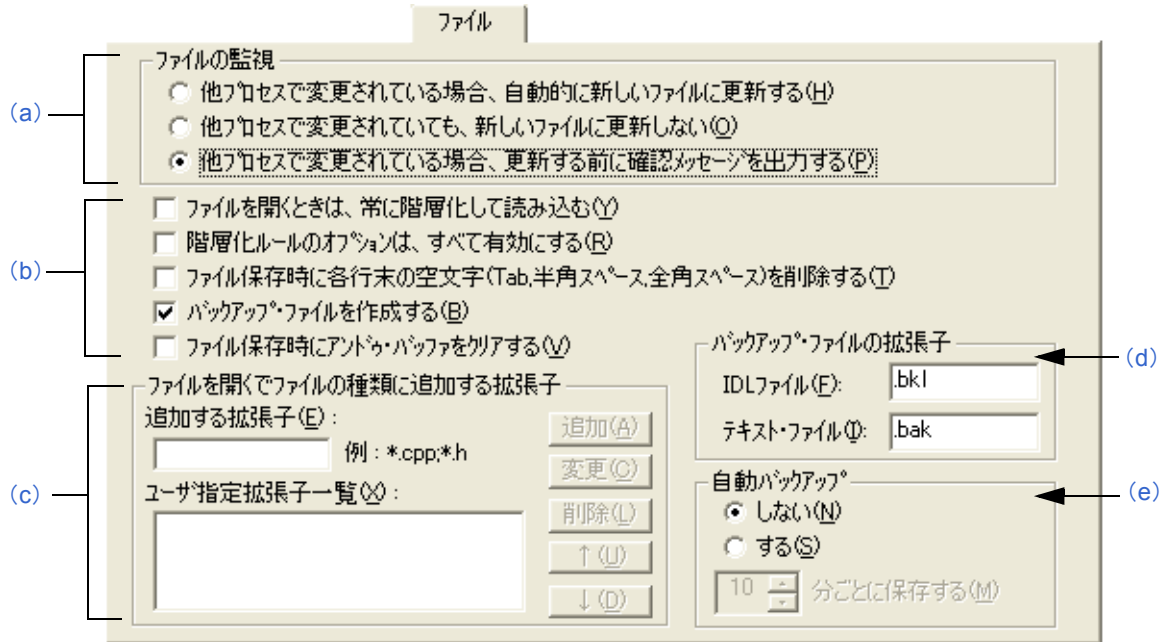 ファイル
ファイルの監視
(a)
他プロセスで変更されている場合、自動的に新しいファイルに更新する(H)
他プロセスで変更されていても、新しいファイルに更新しない(O)
他プロセスで変更されている場合、更新する前に確認メッセージを出力する(P)
(b)
ファイルを開くときは、常に階層化して読み込む(Y)
階層化ルールのオプションは、すべて有効にする(R)
ファイル保存時に各行末の空文字(Tab,半角スペース,全角スペース)を削除する(T)
バックアップ・ファイルを作成する(B)
ファイル保存時にアンドゥ・バッファをクリアする(V)
(c)
ファイルを開くでファイルの種類に追加する拡張子
追加する拡張子(E):
例:*.cpp;*.h
ユーザ指定拡張子一覧(X):
追加(A)
変更(C)
削除(L)
↑(U)
↓(D)
バックアップ・ファイルの拡張子
(d)
IDLファイル(F):
.bkl
テキスト・ファイル(I):
.bak
自動バックアップ
(e)
しない(N)
する(S)
10
分ごとに保存する(M)